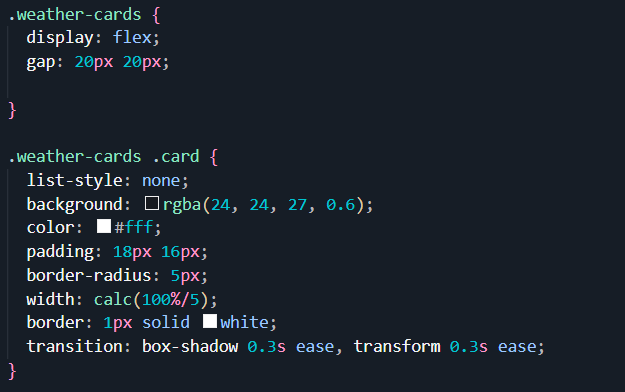 .weather-cards {
  display: flex;
  gap: 20px 20px;

}

.weather-cards .card {
  list-style: none;
  background: rgba(24, 24, 27, 0.6);
  color: #fff;
  padding: 18px 16px;
  border-radius: 5px;
  width: calc(100%/5);
  border: 1px solid white;
  transition: box-shadow 0.3s ease, transform 0.3s ease;
}